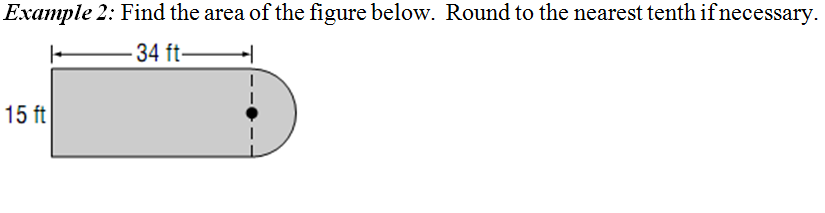 Example 2: Find the area of the figure below. Round to the nearest tenth if necessary.
34 ft
15 ft